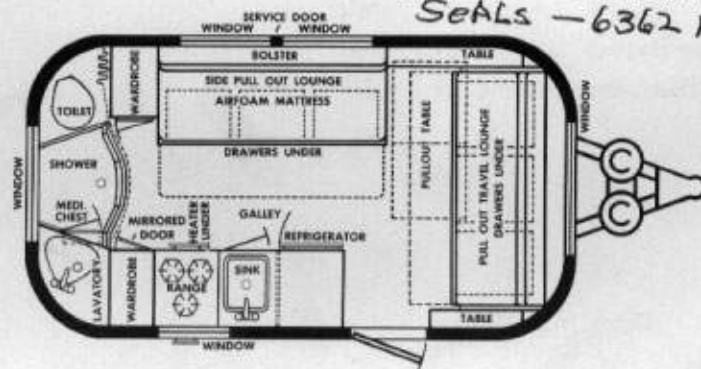 SEALS - 6362
SERVICE DOOR
WINDOW / WINDOW
BOLSTER
TABLE
WARDROBE
SIDE PULL OUT LOUNGE
AIRFOAM MATTRESS
TOILET
DRAWERS UNDER
PULLOUT TABLE
PULL OUT TRAVEL LOUNGE
DRAWERS UNDER
WINDOW
WINDOW
SHOWER
MEDI.
CHEST
MIRRORED
DOOR
HEATER
UNDER
GALLEY
REFRIGERATOR
LAVATORY
WARDROBE
RANGE
SINK
TABLE
WINDOW